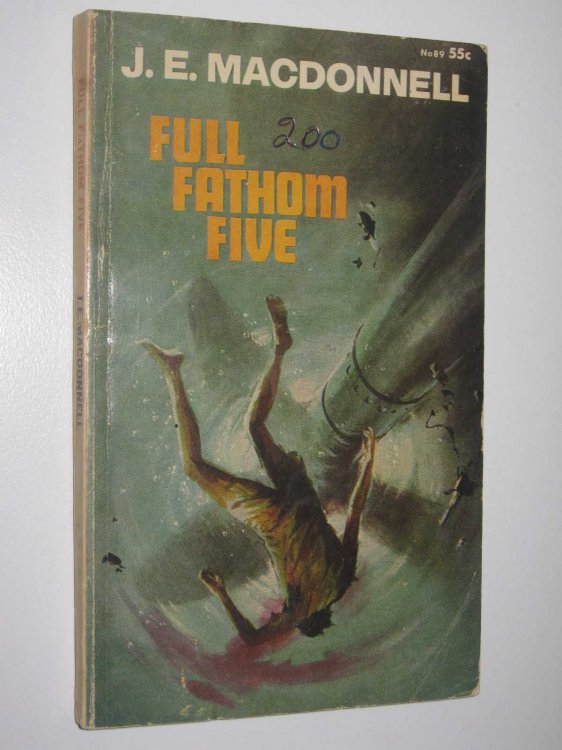 No89 55c
J. E. MACDONNELL
200
FULL
FATHOM
FIVE
FULL FATHOM FIVE
J. E. MACDONNELL